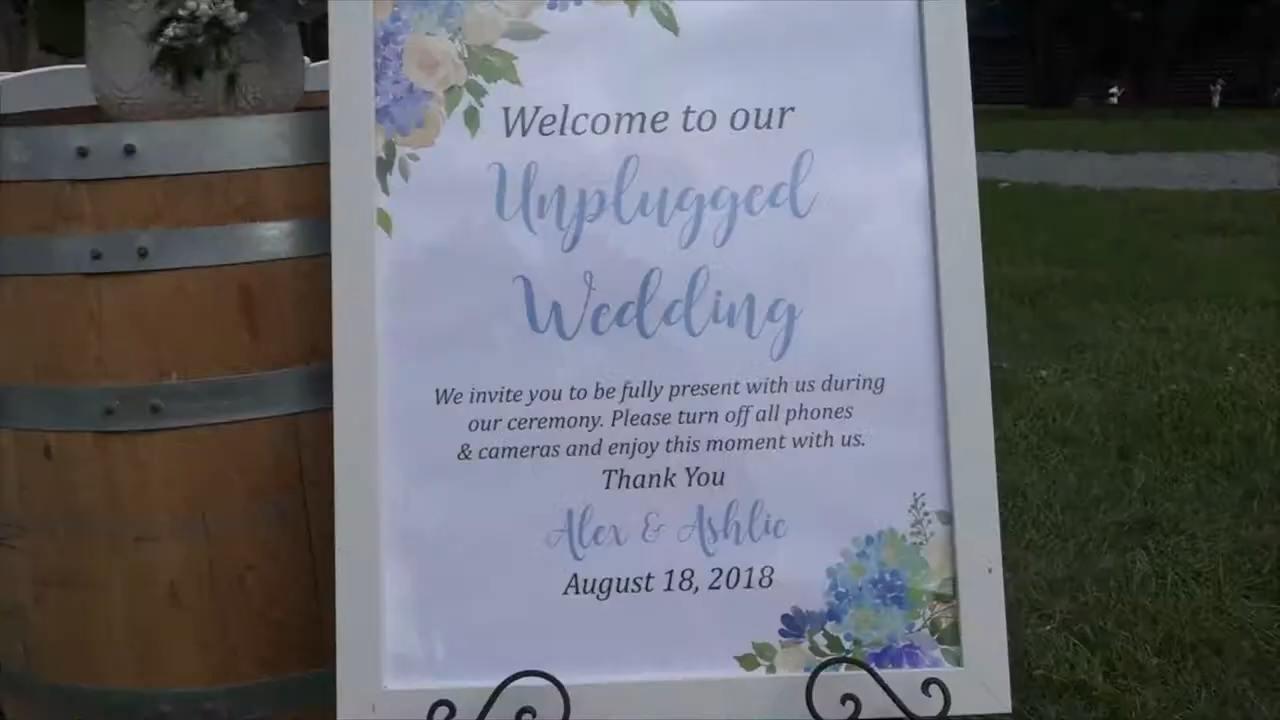 Welcome to our
Unplugged
Wedding
We invite you to be fully present with us during
our ceremony. Please turn off all phones
& cameras and enjoy this moment with us.
Thank You
Alex & Ashlie
August 18, 2018